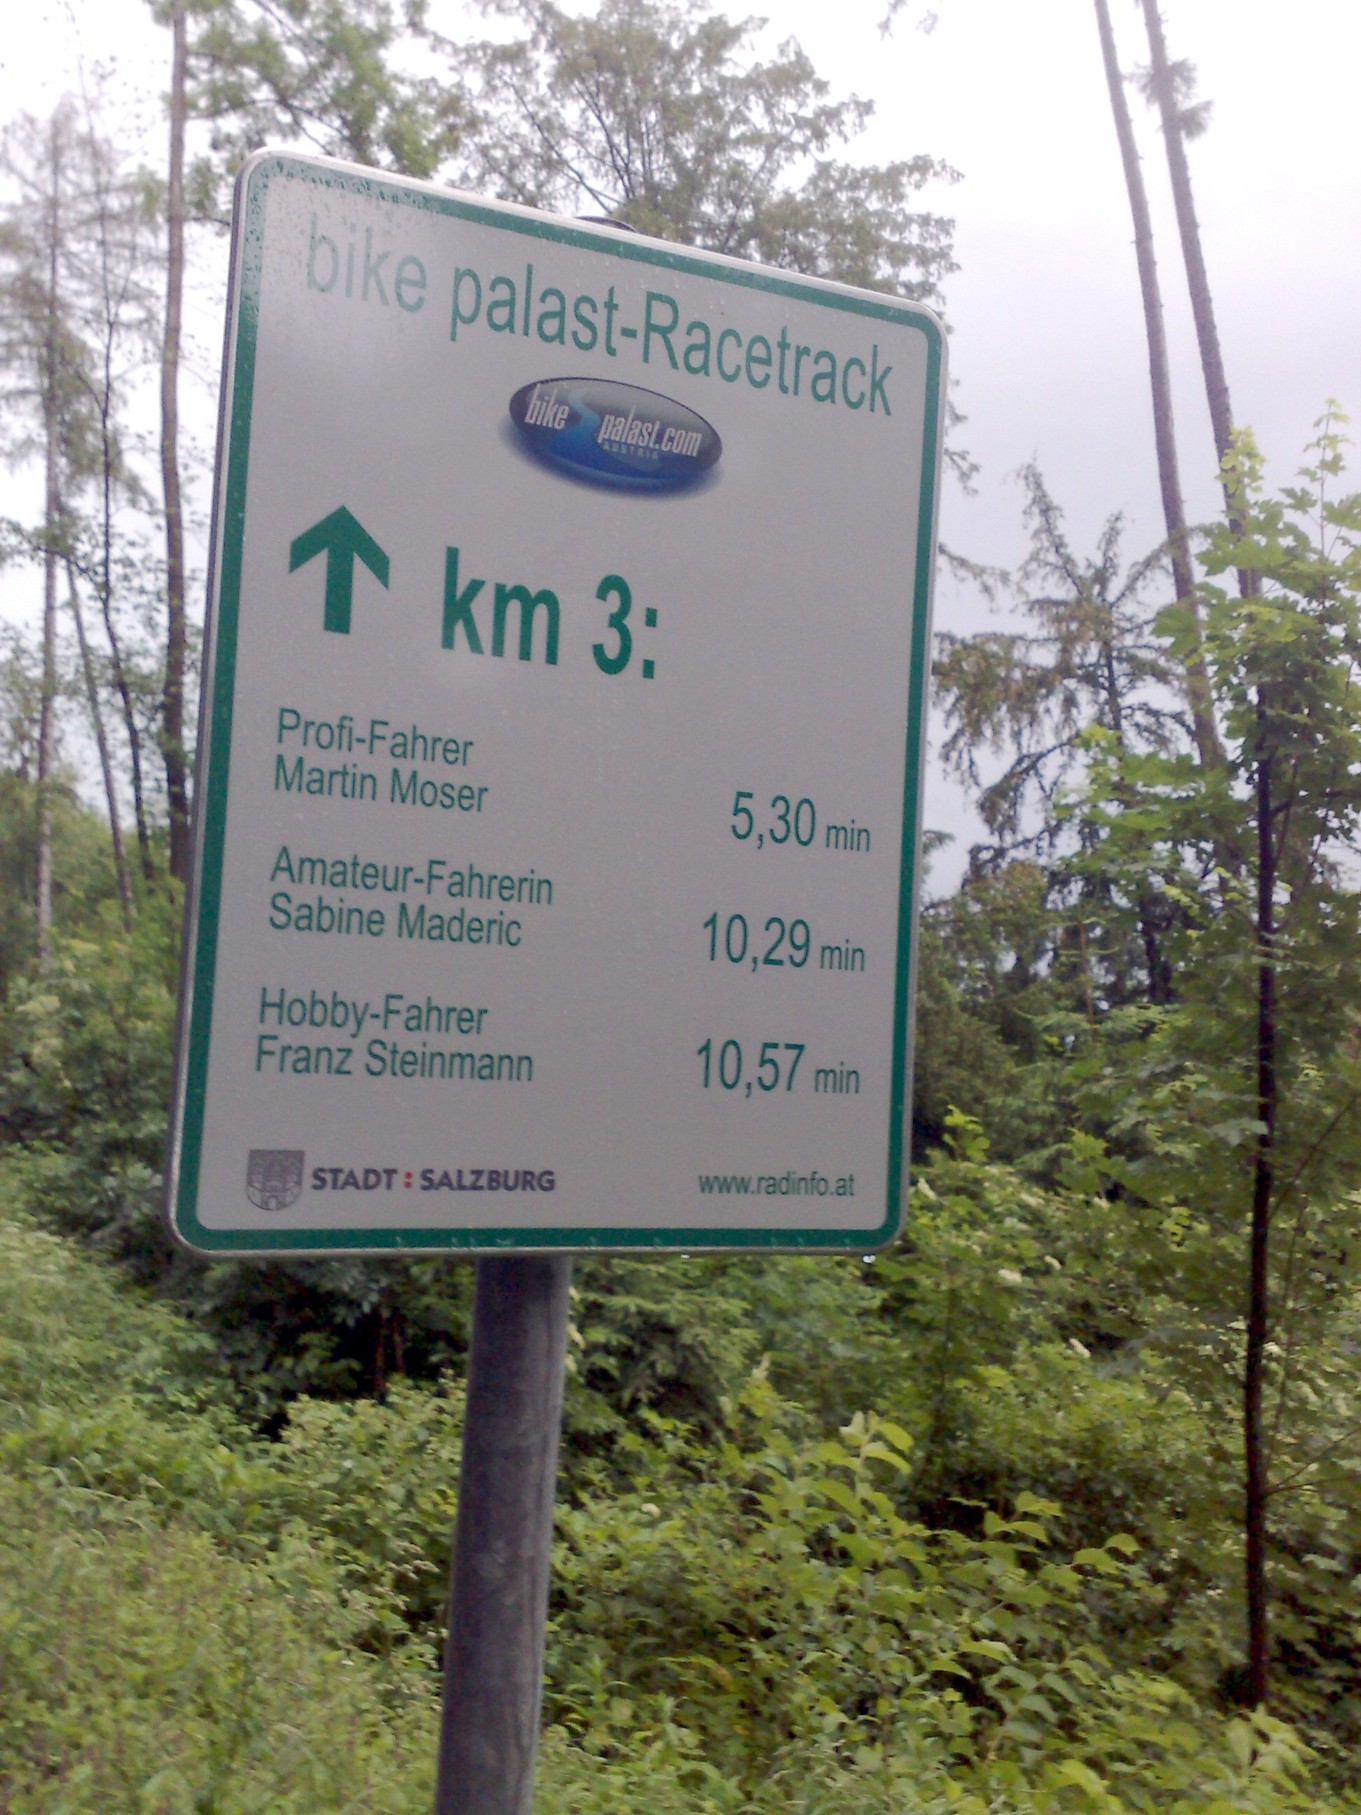 bike palast-Racetrack
bike palast.com
AUSTRIA
km 3:
Profi-Fahrer
Martin Moser
5,30 min
Amateur-Fahrerin
Sabine Maderic
10,29 min
Hobby-Fahrer
Franz Steinmann
10,57 min
STADT : SALZBURG
www.radinfo.at